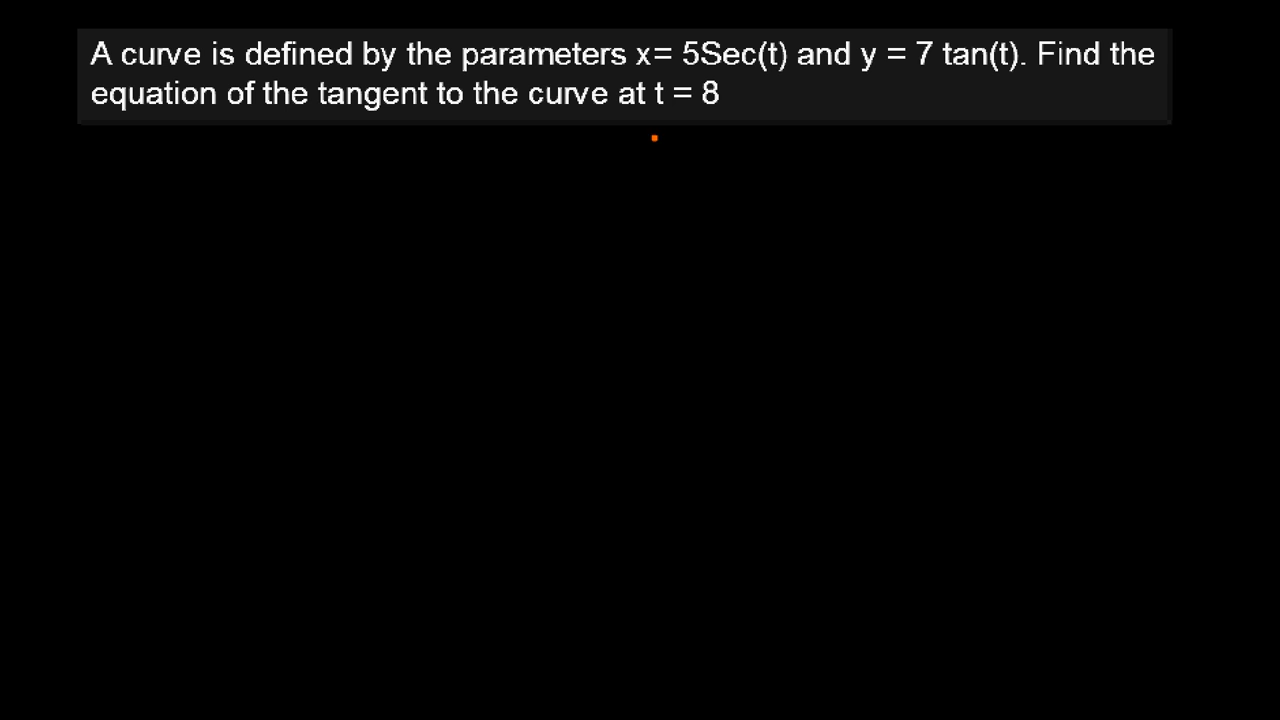 A curve is defined by the parameters x= 5Sec(t) and y = 7 tan(t). Find the
equation of the tangent to the curve at t = 8